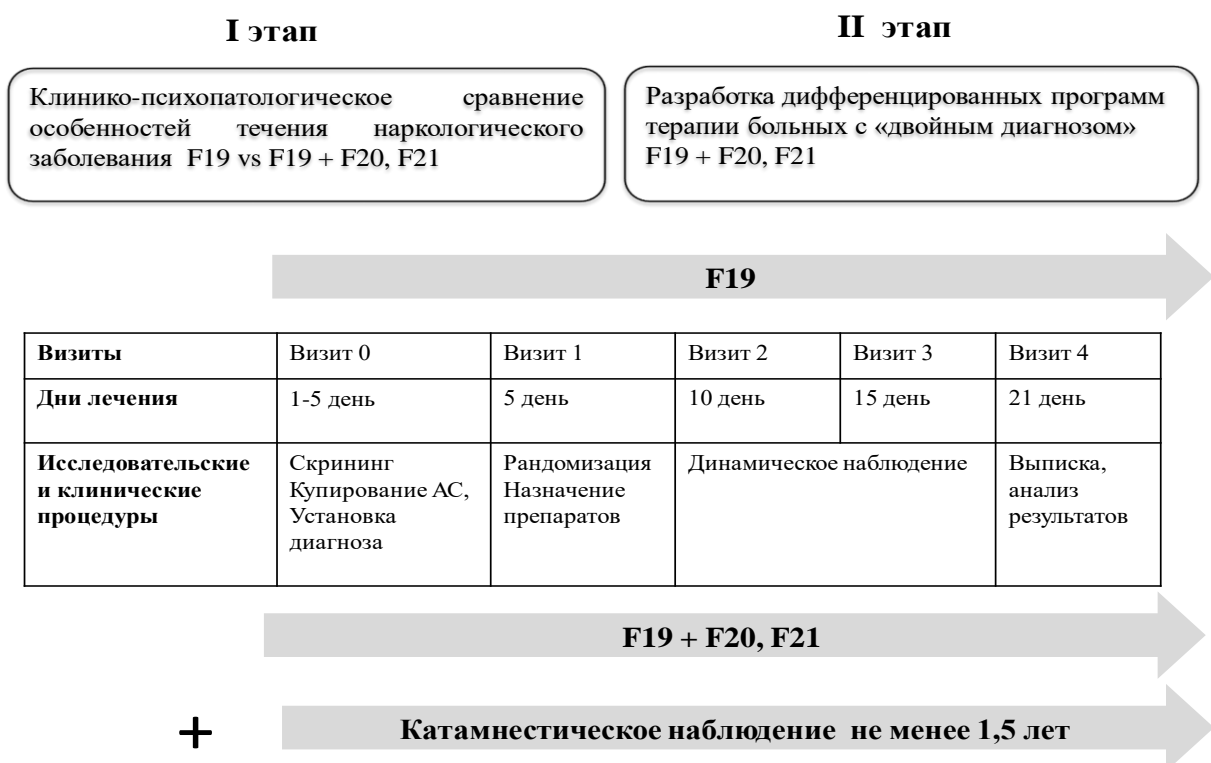 I этап
II этап
Клинико-психопатологическое сравнение
особенностей течения наркологического
заболевания F19 vs F19 + F20, F21
Разработка дифференцированных программ
терапии больных с «двойным диагнозом»
F19 + F20, F21
F19
Визиты
Визит 0
Визит 1
Визит 2
Визит 3
Визит 4
Дни лечения
1-5 день
5 день
10 день
15 день
21 день
Исследовательские
и клинические
процедуры
Скрининг
Купирование АС,
Установка
диагноза
Рандомизация
Назначение
препаратов
Динамическое наблюдение
Выписка,
анализ
результатов
F19 + F20, F21
+
Катамнестическое наблюдение не менее 1,5 лет